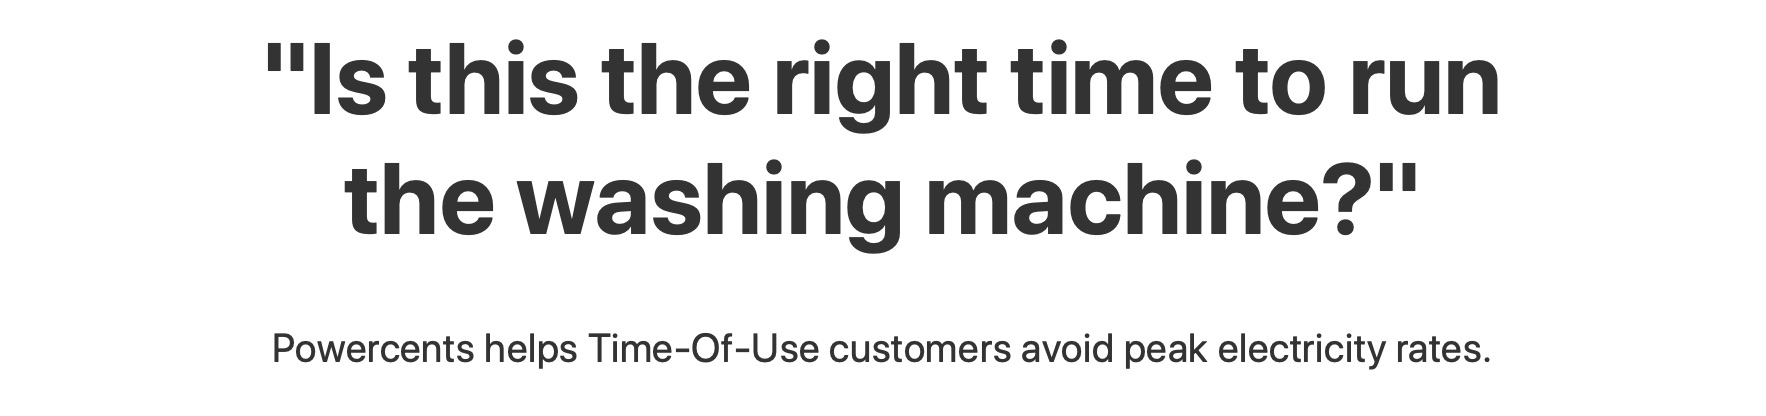 "Is this the right time to run
the washing machine?"
Powercents helps Time-Of-Use customers avoid peak electricity rates.